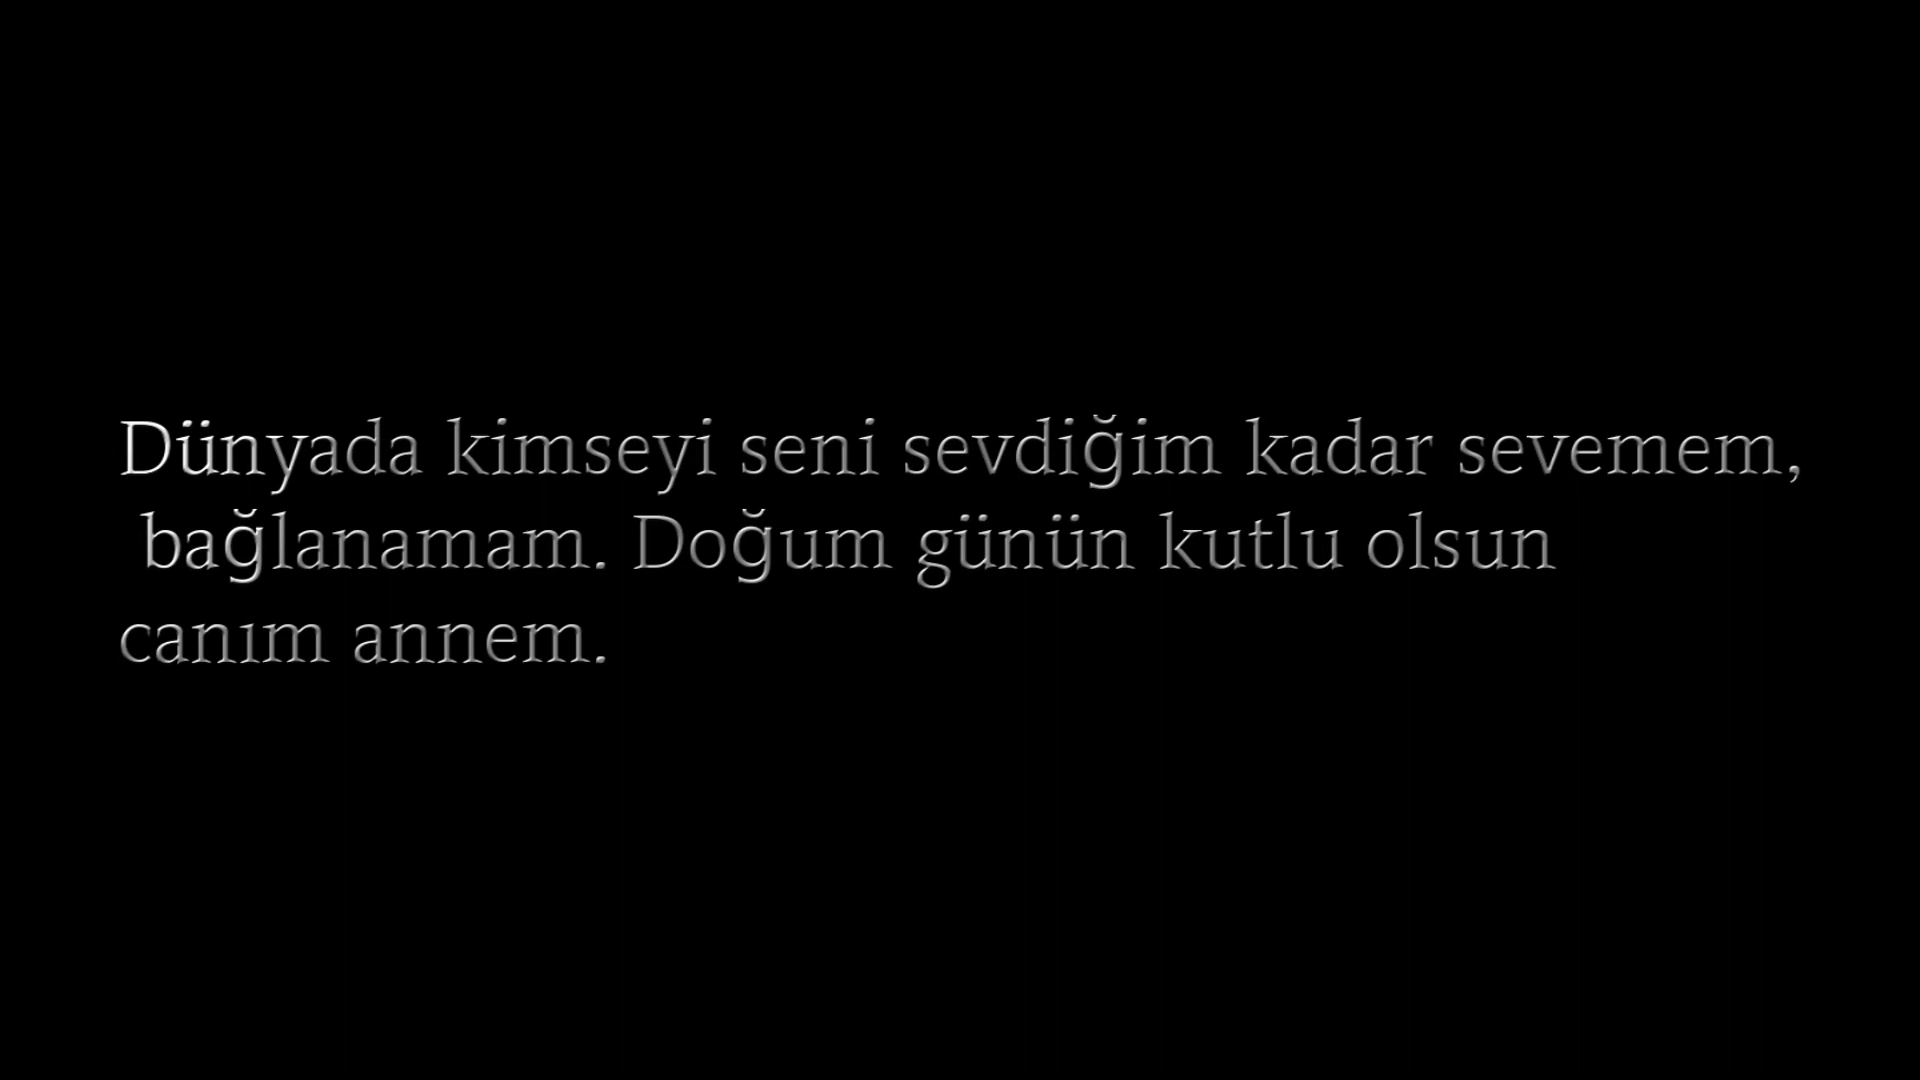 Dünyada kimseyi seni sevdiğim kadar sevemem,
bağlanamam. Doğum günün kutlu olsun
canım annem.